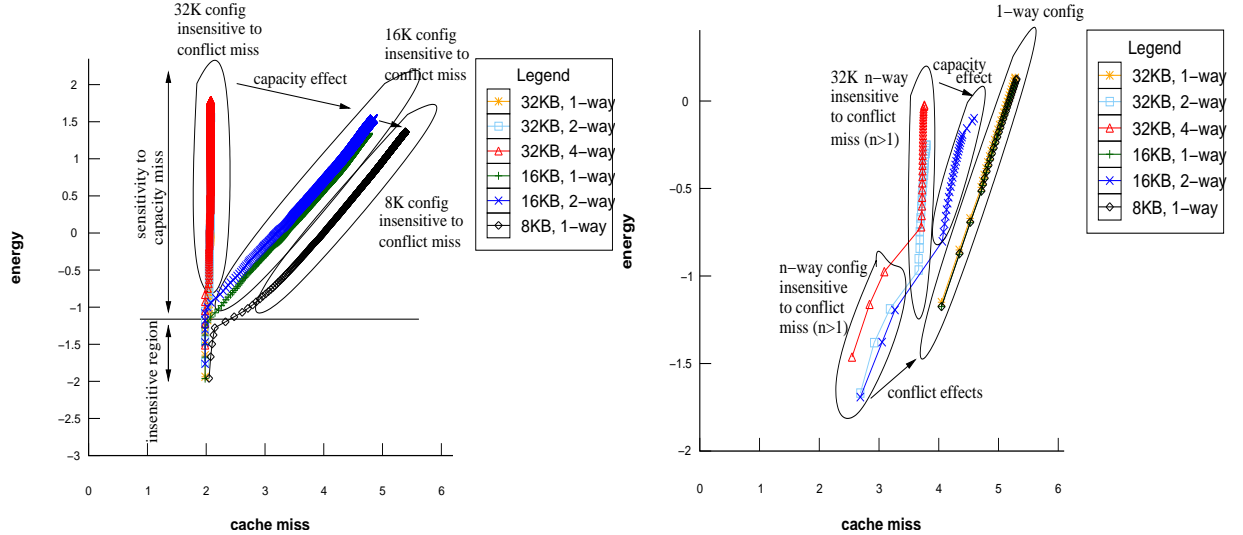 32K config
insensitive to
conflict miss
16K config
insensitive to
conflict miss
capacity effect
8K config
insensitive to
conflict miss
sensitivity to
capacity miss
insensitive region
energy
2
1.5
1
0.5
0
−0.5
−1
−1.5
−2
−2.5
−3
0
1
2
3
4
5
6
cache miss
Legend
32KB, 1−way
32KB, 2−way
32KB, 4−way
16KB, 1−way
16KB, 2−way
8KB, 1−way
1−way config
32K n−way
insensitive
to conflict
miss (n>1)
capacity
effect
n−way config
insensitive
to conflict
miss (n>1)
conflict effects
energy
0
−0.5
−1
−1.5
−2
0
1
2
3
4
5
6
cache miss
Legend
32KB, 1−way
32KB, 2−way
32KB, 4−way
16KB, 1−way
16KB, 2−way
8KB, 1−way